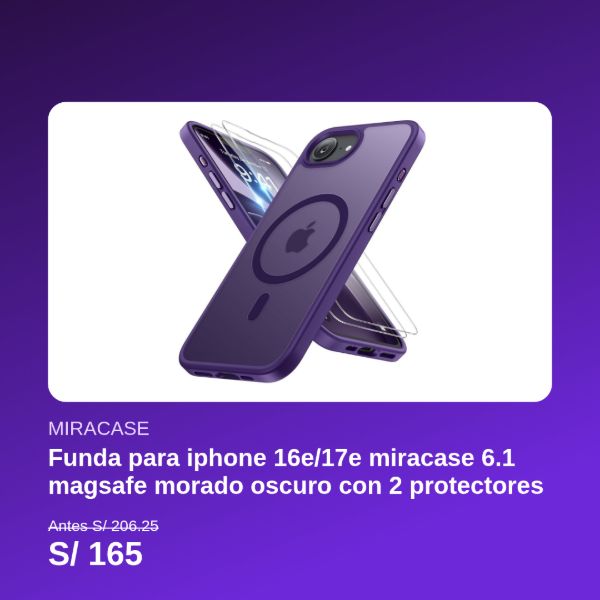 MIRACASE
Funda para iphone 16e/17e miracase 6.1
magsafe morado oscuro con 2 protectores
Antes S/ 206.25
S/ 165